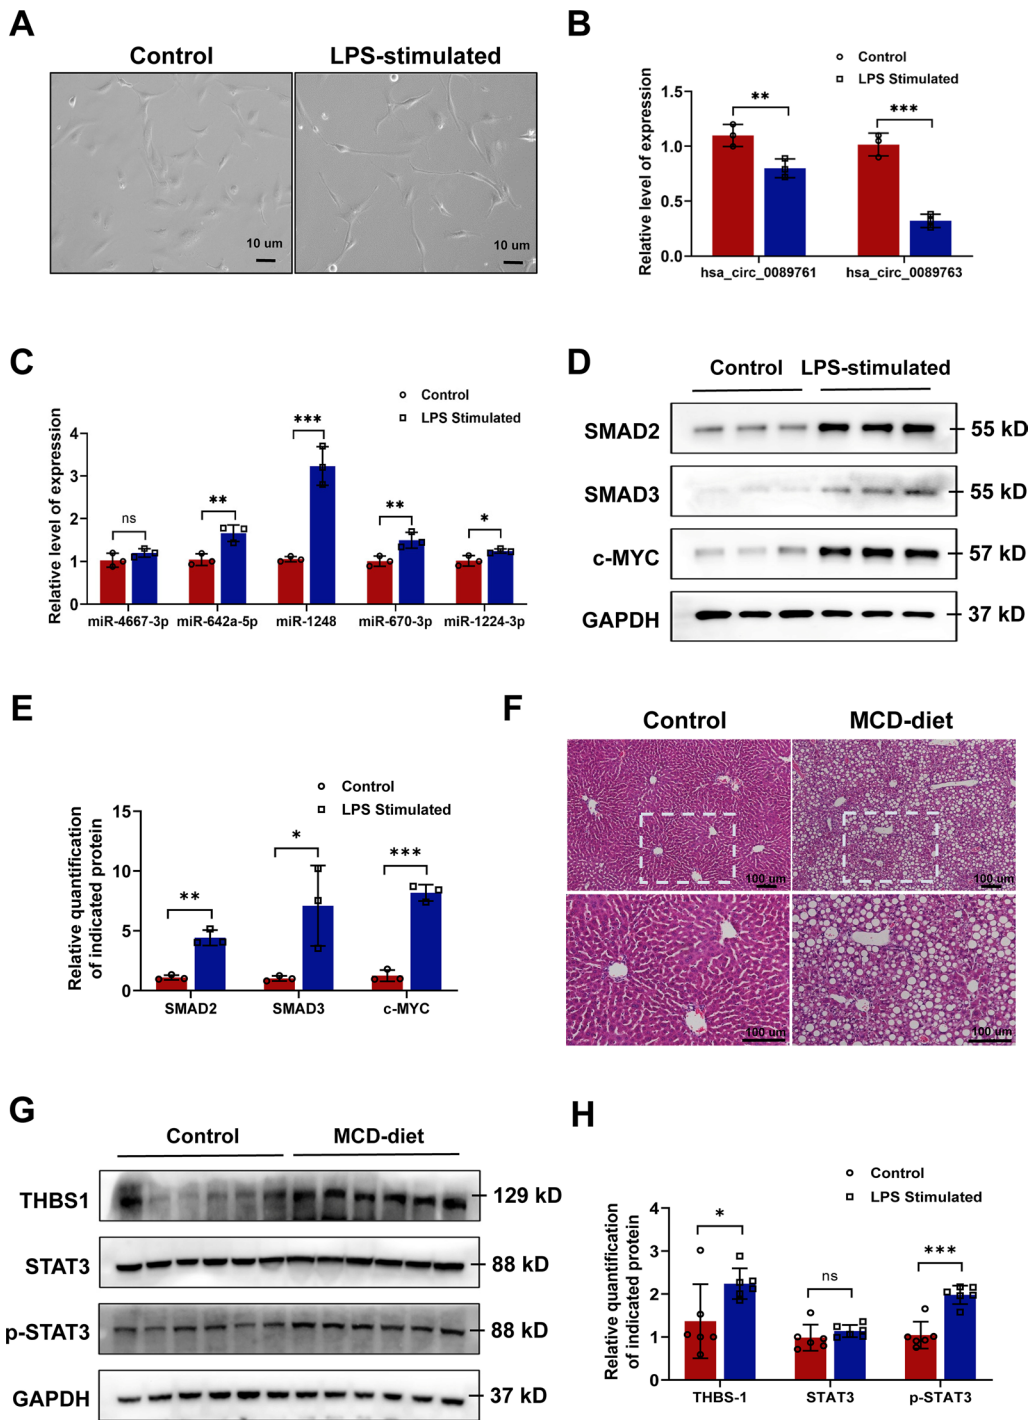 A
Control
LPS-stimulated
10 um
10 um
B
Control
LPS Stimulated
Relative level of expression
1.5
1.0
0.5
0.0
**
***
hsa_circ_0089761
hsa_circ_0089763
C
Control
LPS Stimulated
Relative level of expression
4
3
2
1
0
ns
**
***
**
*
miR-4667-3p
miR-642a-5p
miR-1248
miR-670-3p
miR-1224-3p
D
Control
LPS-stimulated
SMAD2
55 kD
SMAD3
55 kD
c-MYC
57 kD
GAPDH
37 kD
E
Control
LPS Stimulated
Relative quantification
of indicated protein
15
10
5
0
**
*
***
SMAD2
SMAD3
c-MYC
F
Control
MCD-diet
100 um
100 um
100 um
100 um
G
Control
MCD-diet
THBS1
129 kD
STAT3
88 kD
p-STAT3
88 kD
GAPDH
37 kD
H
Control
LPS Stimulated
Relative quantification
of indicated protein
4
3
2
1
0
*
ns
***
THBS-1
STAT3
p-STAT3